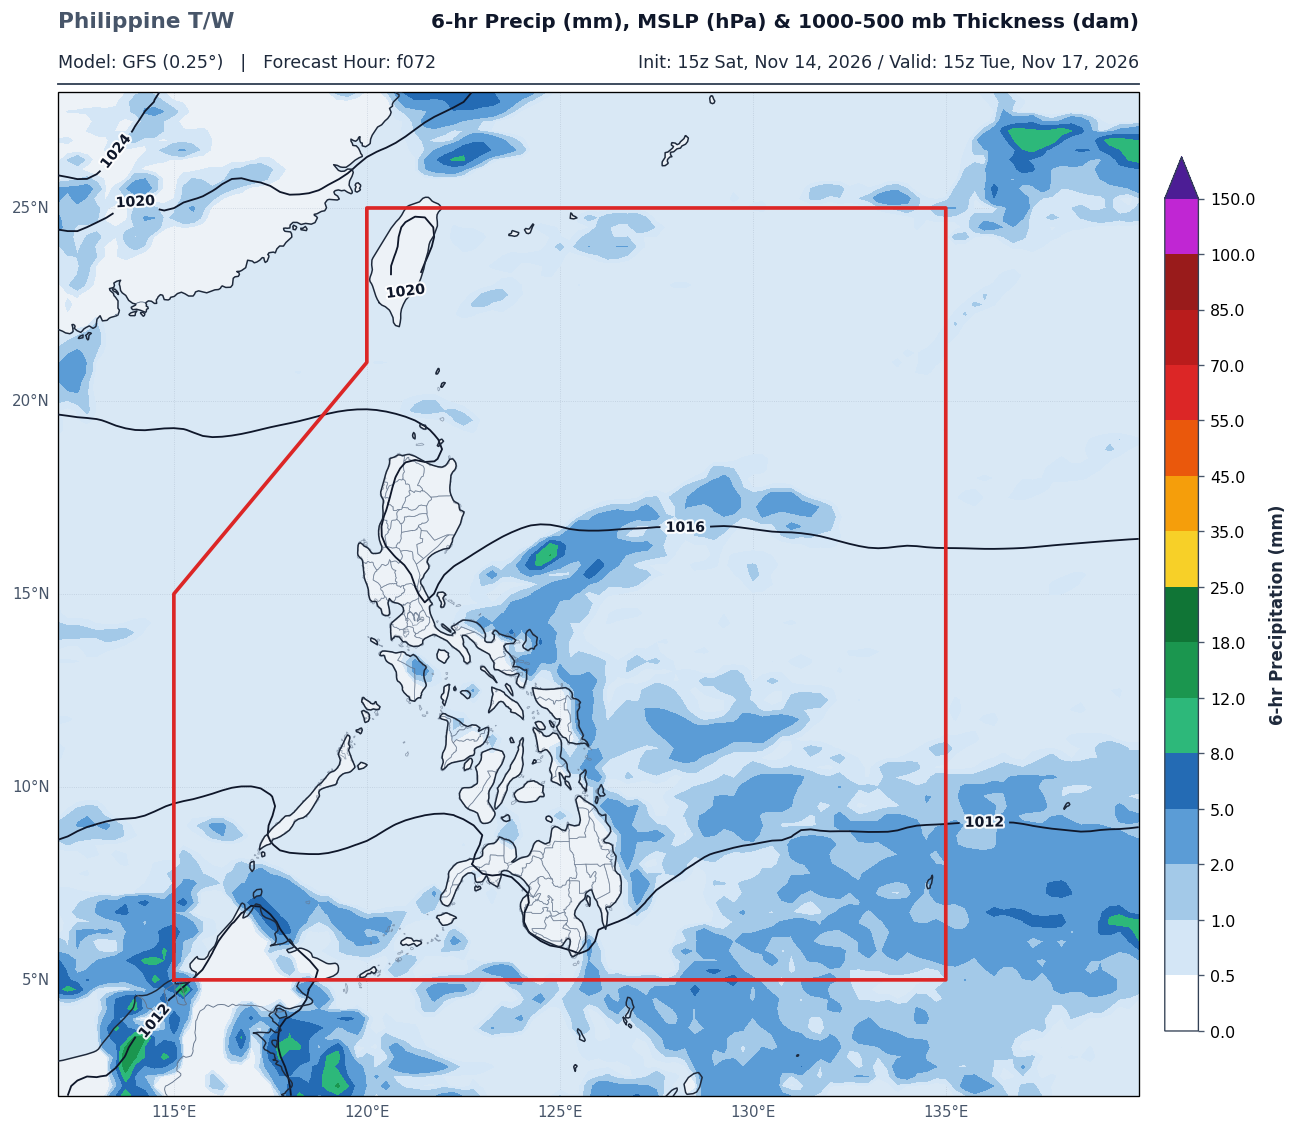 Philippine T/W
6-hr Precip (mm), MSLP (hPa) & 1000-500 mb Thickness (dam)
Model: GFS (0.25°) | Forecast Hour: f072
Init: 15z Sat, Nov 14, 2026 / Valid: 15z Tue, Nov 17, 2026
1024
1020
1020
1016
1012
1012
25°N
20°N
15°N
10°N
5°N
115°E
120°E
125°E
130°E
135°E
150.0
100.0
85.0
70.0
55.0
45.0
35.0
25.0
18.0
12.0
8.0
5.0
2.0
1.0
0.5
0.0
6-hr Precipitation (mm)